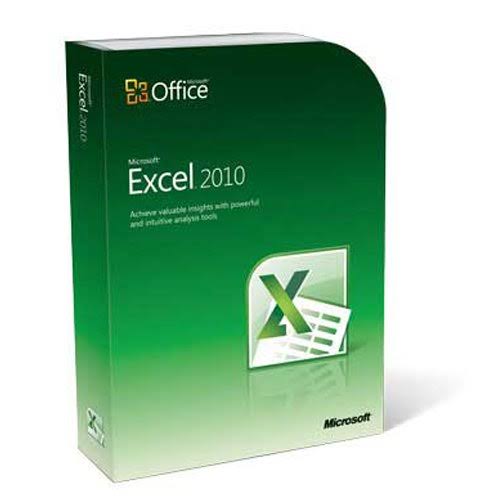 Excel 2010
Microsoft®
Office
Microsoft®
Excel 2010
Achieve valuable insights with powerful
and intuitive analysis tools
X
Microsoft